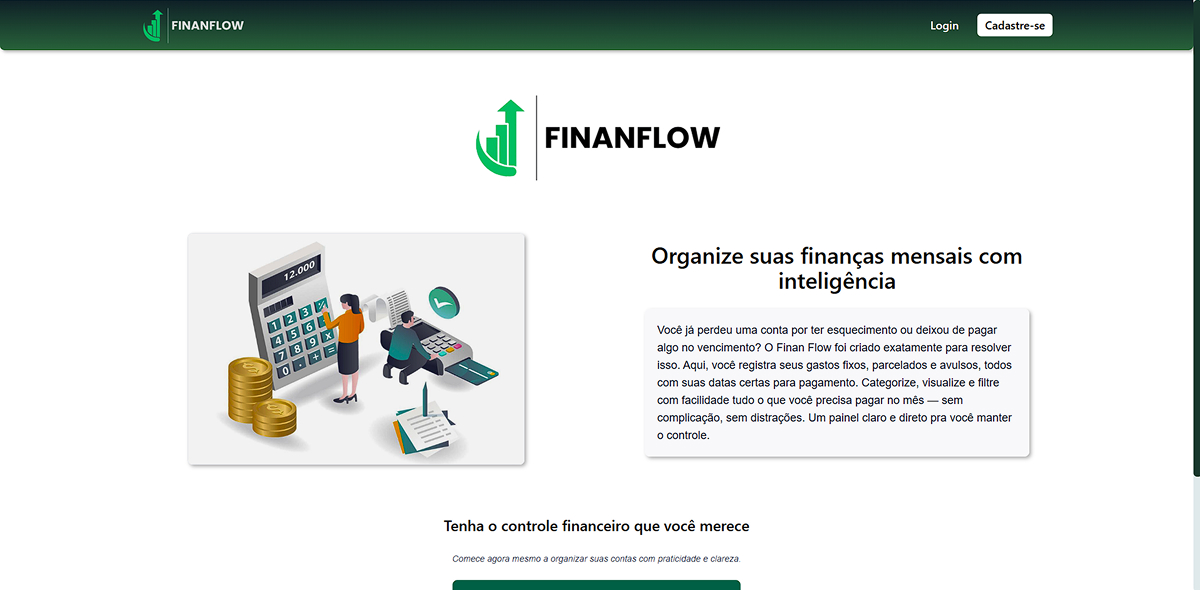 FINANFLOW
Login
Cadastre-se
FINANFLOW
12.000
1 2 3 %
4 5 6
7 8 9 x
0 . + =
Organize suas finanças mensais com
inteligência
Você já perdeu uma conta por ter esquecimento ou deixou de pagar
algo no vencimento? O Finan Flow foi criado exatamente para resolver
isso. Aqui, você registra seus gastos fixos, parcelados e avulsos, todos
com suas datas certas para pagamento. Categorize, visualize e filtre
com facilidade tudo o que você precisa pagar no mês — sem
complicação, sem distrações. Um painel claro e direto pra você manter
o controle.
Tenha o controle financeiro que você merece
Comece agora mesmo a organizar suas contas com praticidade e clareza.